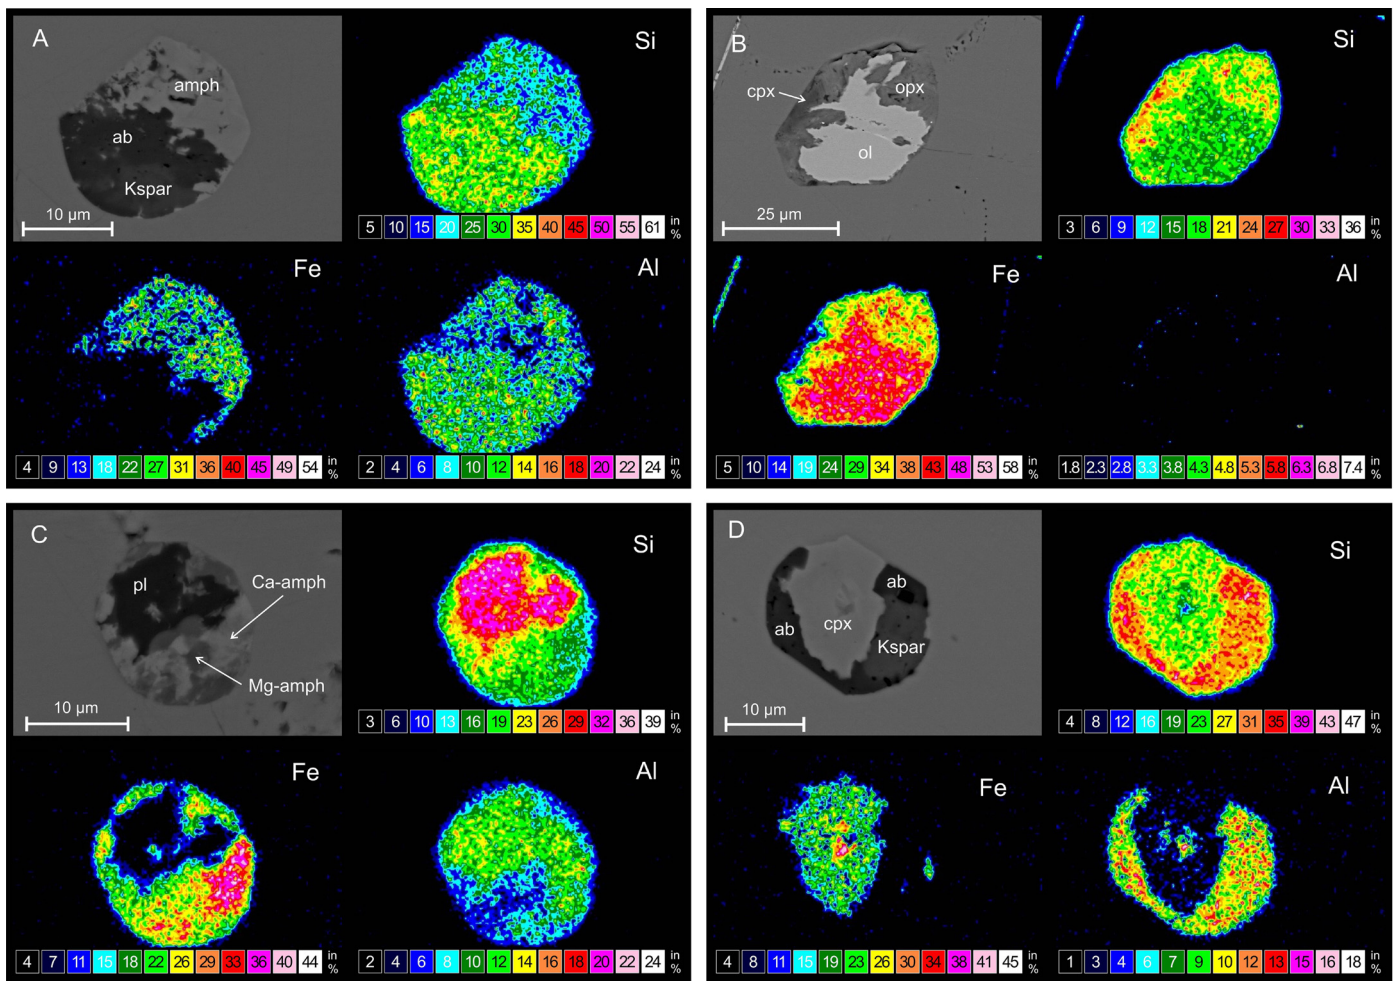 A
amph
ab
Kspar
10 µm
Si
5 10 15 20 25 30 35 40 45 50 55 61 in %
Fe
4 9 13 18 22 27 31 36 40 45 49 54 in %
Al
2 4 6 8 10 12 14 16 18 20 22 24 in %
B
cpx
opx
ol
25 µm
Si
3 6 9 12 15 18 21 24 27 30 33 36 in %
Fe
5 10 14 19 24 29 34 38 43 48 53 58 in %
Al
1.8 2.3 2.8 3.3 3.8 4.3 4.8 5.3 5.8 6.3 6.8 7.4 in %
C
pl
Ca-amph
Mg-amph
10 µm
Si
3 6 10 13 16 19 23 26 29 32 36 39 in %
Fe
4 7 11 15 18 22 26 29 33 36 40 44 in %
Al
2 4 6 8 10 12 14 16 18 20 22 24 in %
D
ab
ab
cpx
Kspar
10 µm
Si
4 8 12 16 19 23 27 31 35 39 43 47 in %
Fe
4 8 11 15 19 23 26 30 34 38 41 45 in %
Al
1 3 4 6 7 9 10 12 13 15 16 18 in %